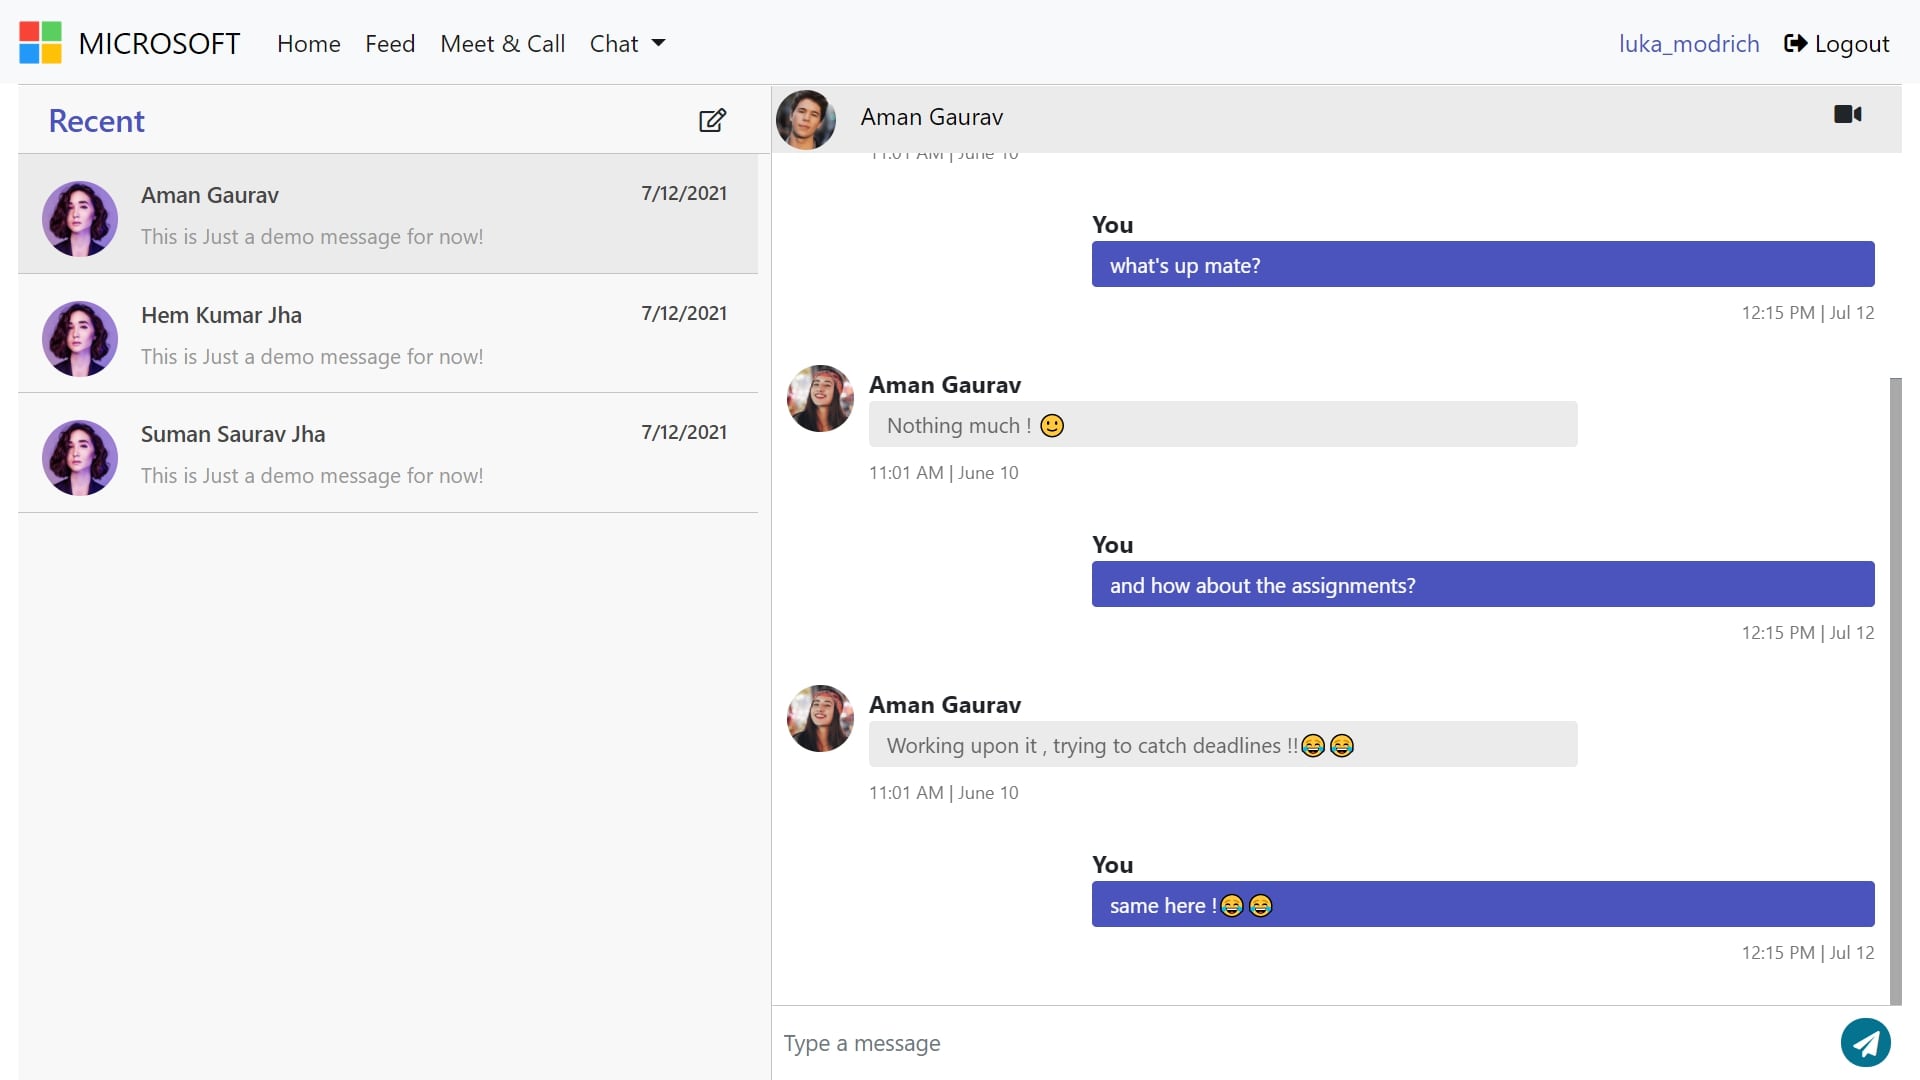 MICROSOFT Home Feed Meet & Call Chat luka_modrich Logout
Recent
Aman Gaurav 7/12/2021
This is Just a demo message for now!
Hem Kumar Jha 7/12/2021
This is Just a demo message for now!
Suman Saurav Jha 7/12/2021
This is Just a demo message for now!
Aman Gaurav
11:01 AM | June 10
You
what's up mate?
12:15 PM | Jul 12
Aman Gaurav
Nothing much ! 🙂
11:01 AM | June 10
You
and how about the assignments?
12:15 PM | Jul 12
Aman Gaurav
Working upon it , trying to catch deadlines !!😂😂
11:01 AM | June 10
You
same here !😂😂
12:15 PM | Jul 12
Type a message